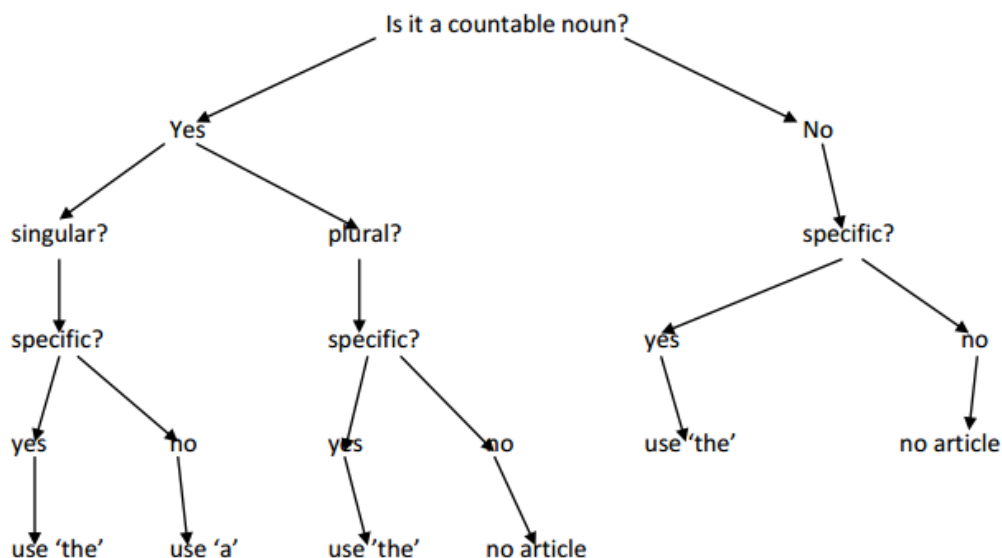 Is it a countable noun?
Yes No
singular? plural? specific?
specific? specific? yes no
yes no yes no use ‘the’ no article
use ‘the’ use ‘a’ use ’the’ no article